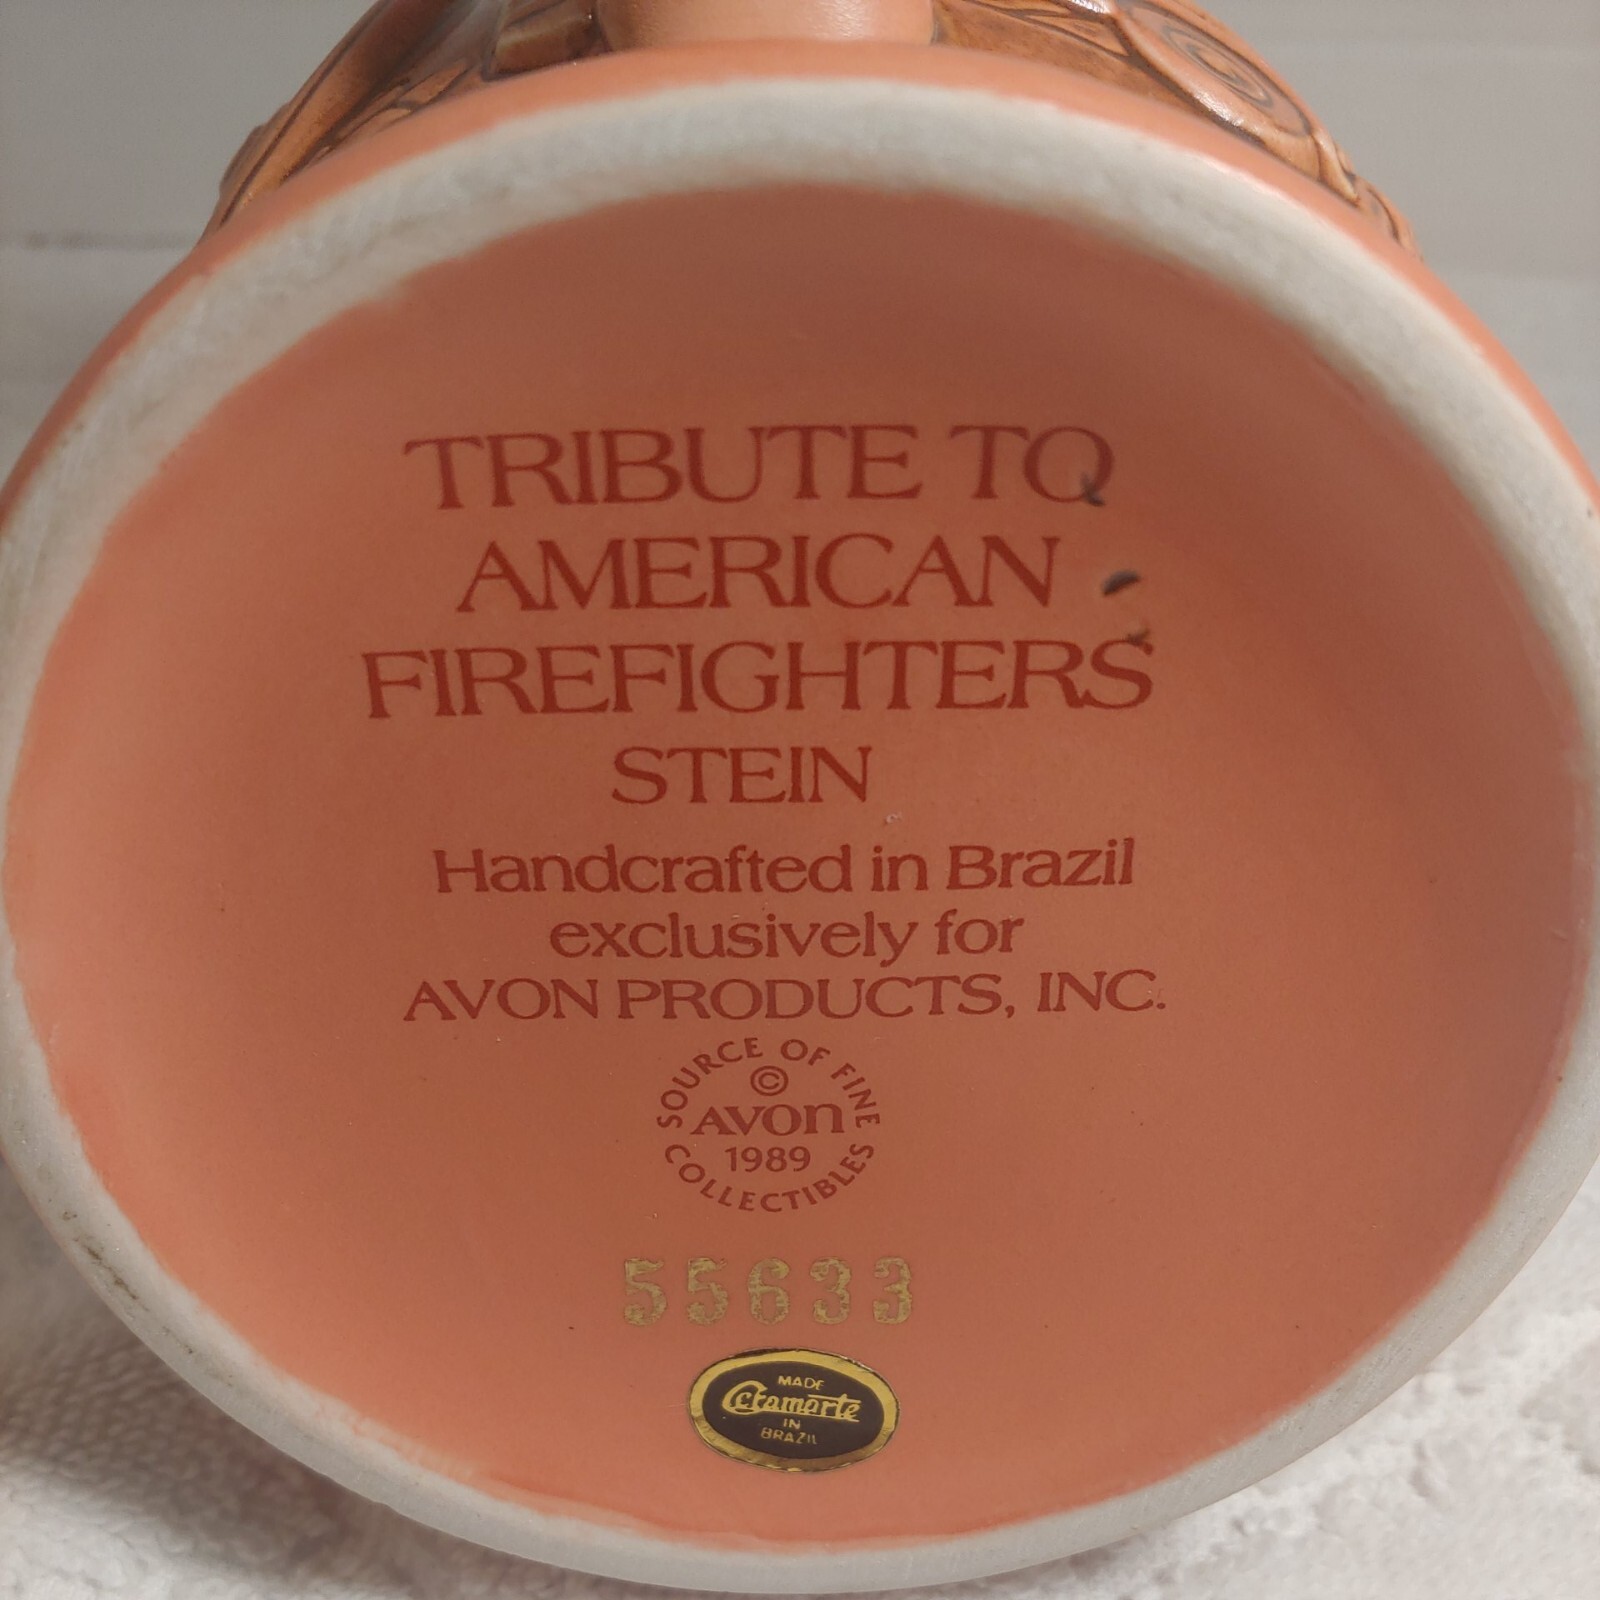 TRIBUTE TO
AMERICAN
FIREFIGHTERS
STEIN
Handcrafted in Brazil
exclusively for
AVON PRODUCTS, INC.
SOURCE OF FINE
©
AVON
1989
COLLECTIBLES
55633
MADE
Ceramarte
IN
BRAZIL